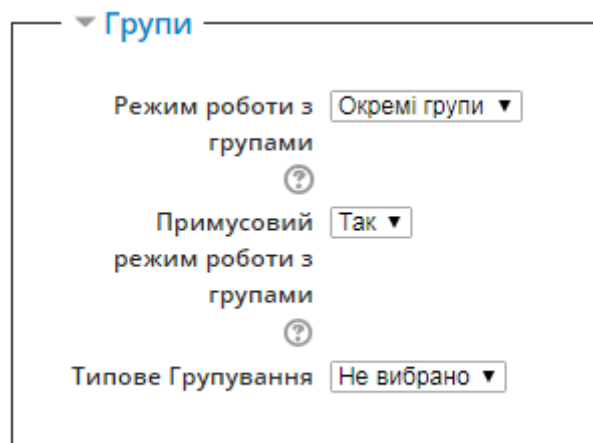 Групи
Режим роботи з Окремі групи
групами
Примусовий Так
режим роботи з
групами
Типове Групування Не вибрано